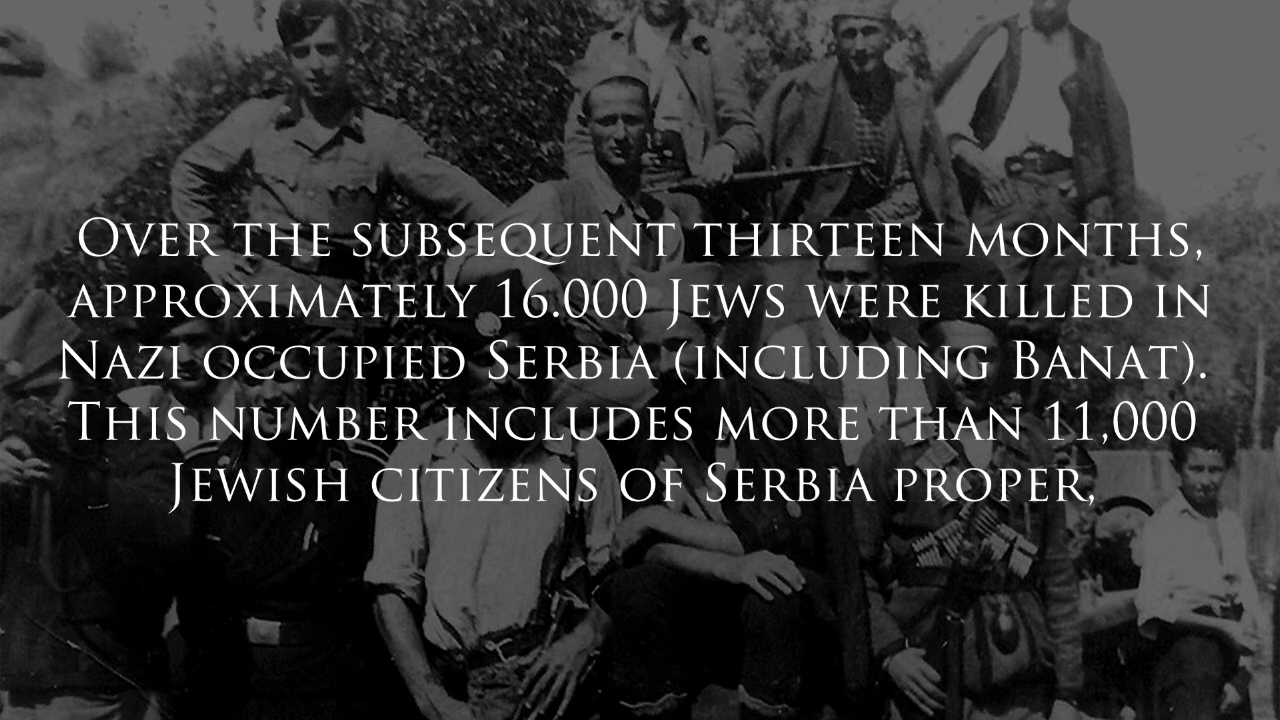 Over the subsequent thirteen months,
approximately 16.000 Jews were killed in
Nazi occupied Serbia (including Banat).
This number includes more than 11,000
Jewish citizens of Serbia proper,